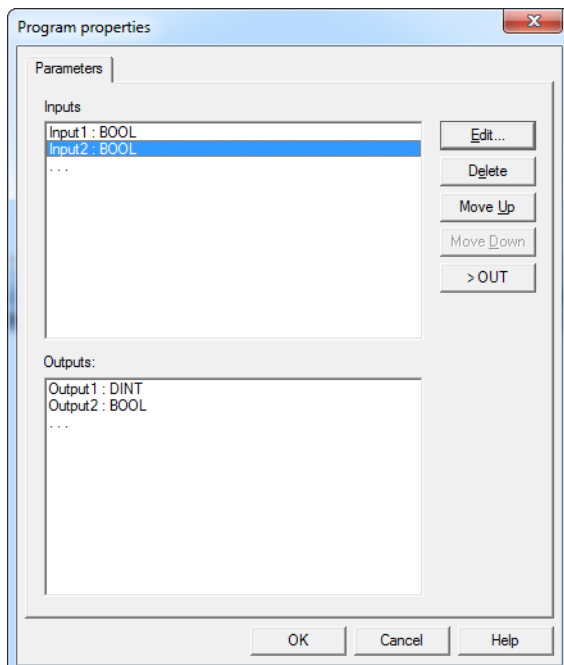 Program properties
Parameters
Inputs
Input1 : BOOL
Input2 : BOOL
. . .
Edit...
Delete
Move Up
Move Down
> OUT
Outputs:
Output1 : DINT
Output2 : BOOL
. . .
OK
Cancel
Help